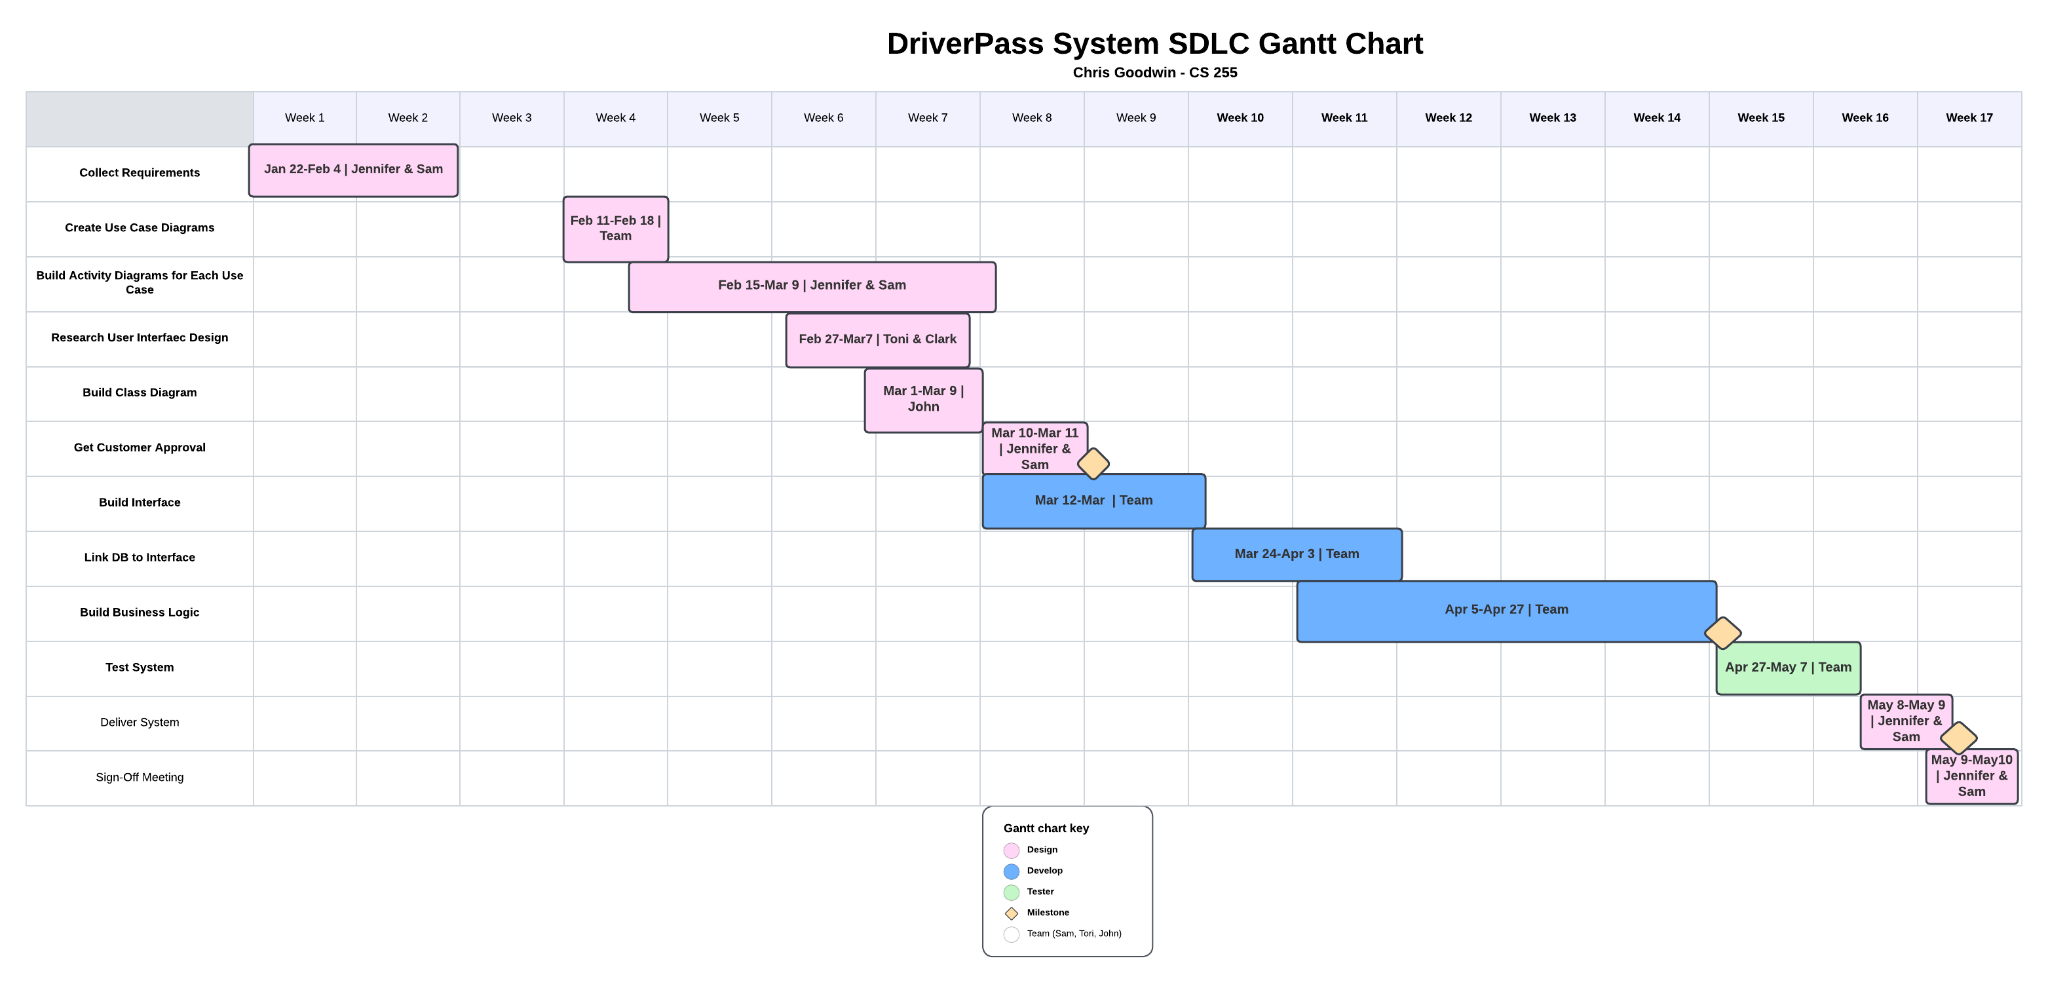 DriverPass System SDLC Gantt Chart
Chris Goodwin - CS 255
Week 1 Week 2 Week 3 Week 4 Week 5 Week 6 Week 7 Week 8 Week 9 Week 10 Week 11 Week 12 Week 13 Week 14 Week 15 Week 16 Week 17
Collect Requirements
Jan 22-Feb 4 | Jennifer & Sam
Create Use Case Diagrams
Feb 11-Feb 18 |
Team
Build Activity Diagrams for Each Use
Case
Feb 15-Mar 9 | Jennifer & Sam
Research User Interfaec Design
Feb 27-Mar7 | Toni & Clark
Build Class Diagram
Mar 1-Mar 9 |
John
Get Customer Approval
Mar 10-Mar 11
| Jennifer &
Sam
Build Interface
Mar 12-Mar | Team
Link DB to Interface
Mar 24-Apr 3 | Team
Build Business Logic
Apr 5-Apr 27 | Team
Test System
Apr 27-May 7 | Team
Deliver System
May 8-May 9
| Jennifer &
Sam
Sign-Off Meeting
May 9-May10
| Jennifer &
Sam
Gantt chart key
Design
Develop
Tester
Milestone
Team (Sam, Tori, John)